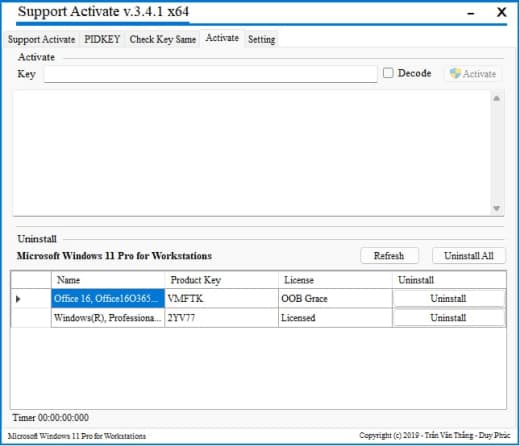 Support Activate v.3.4.1 x64
Support Activate PIDKEY Check Key Same Activate Setting
Activate
Key Decode Activate
Uninstall
Microsoft Windows 11 Pro for Workstations Refresh Uninstall All
Name Product Key License Uninstall
Office 16, Office16O365... VMFTK OOB Grace Uninstall
Windows(R), Professiona... 2YV77 Licensed Uninstall
Timer 00:00:00:000
Microsoft Windows 11 Pro for Workstations Copyright (c) 2019 - Trần Văn Thắng - Duy Phúc